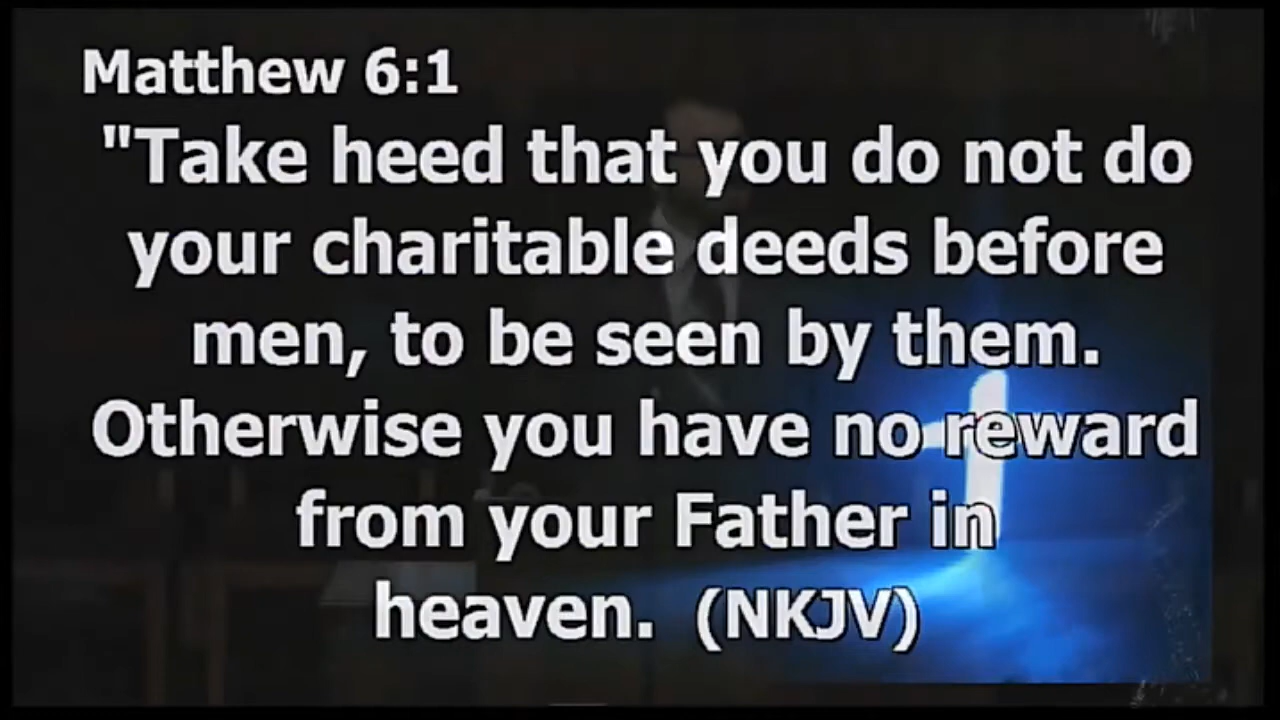 Matthew 6:1
"Take heed that you do not do
your charitable deeds before
men, to be seen by them.
Otherwise you have no reward
from your Father in
heaven. (NKJV)